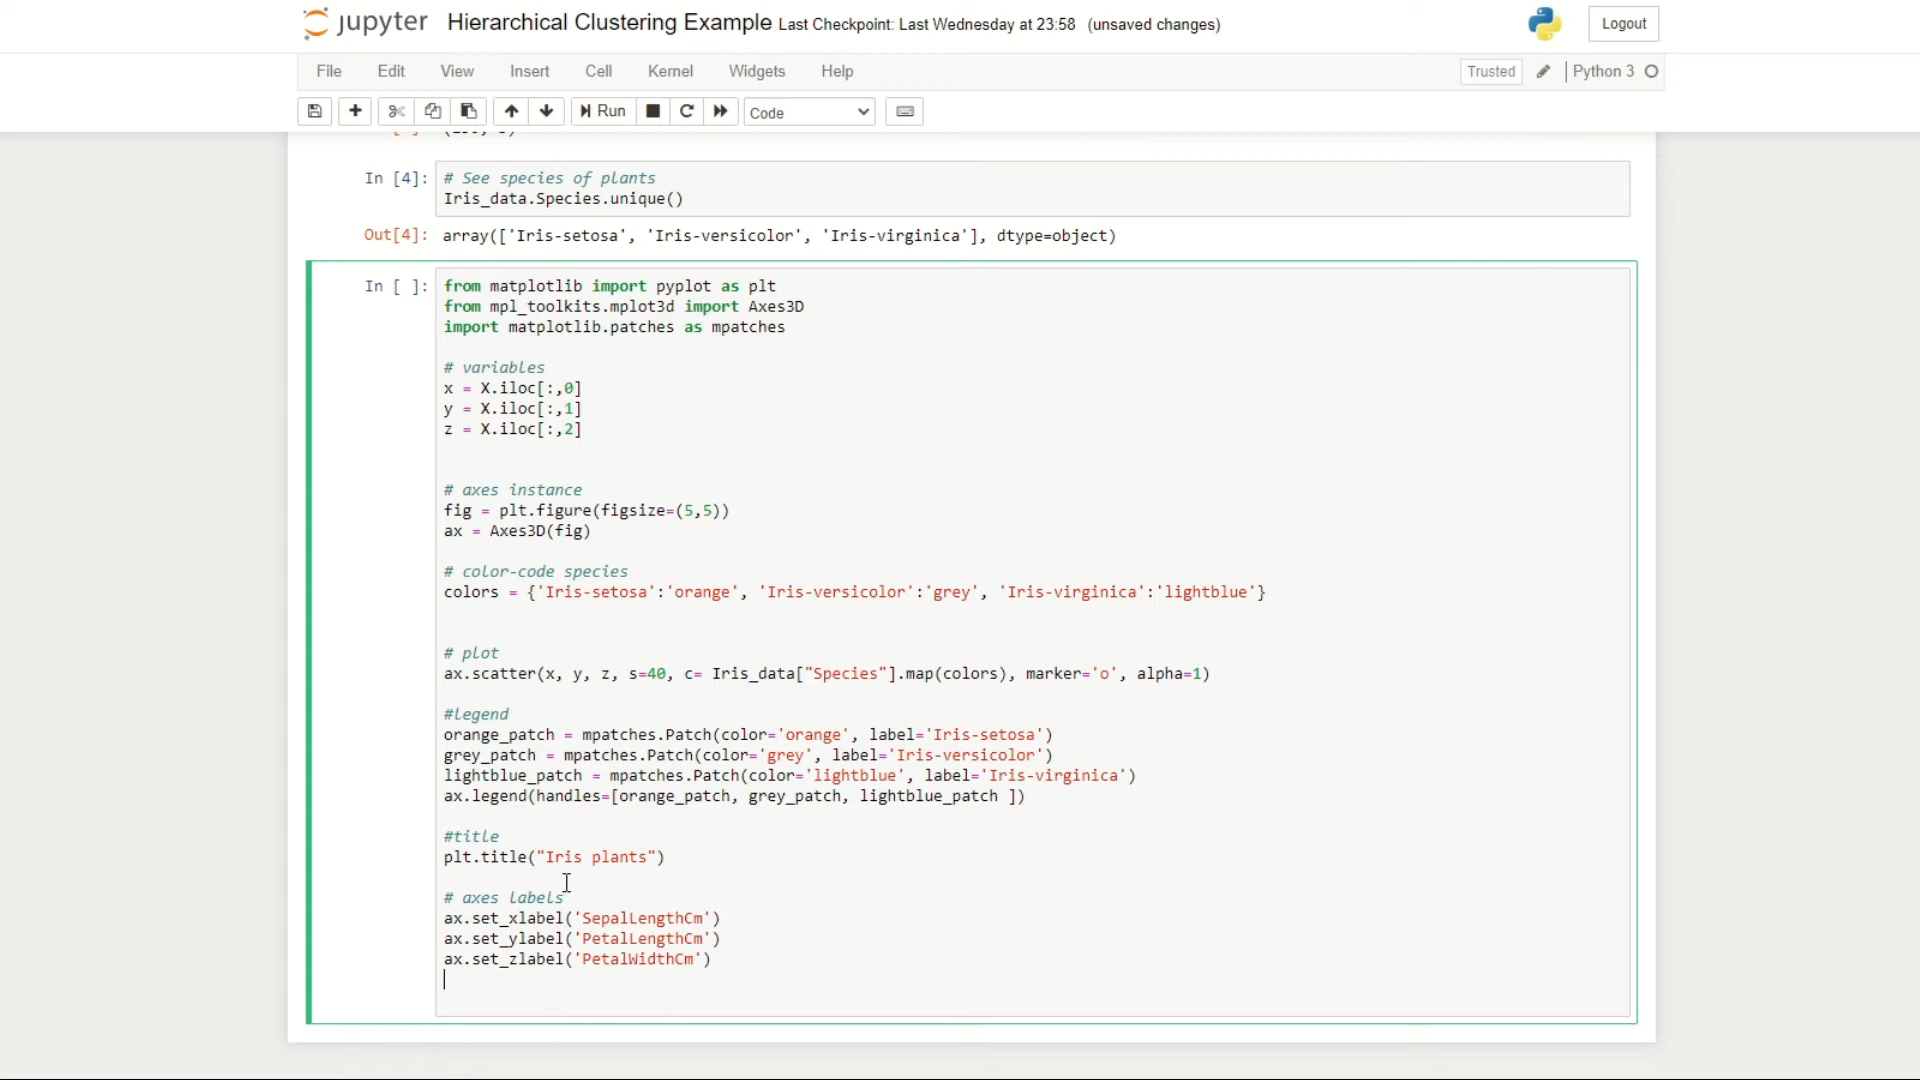 jupyter Hierarchical Clustering Example Last Checkpoint: Last Wednesday at 23:58 (unsaved changes) Logout
File Edit View Insert Cell Kernel Widgets Help Trusted Python 3
Run Code
In [4]: # See species of plants
Iris_data.Species.unique()
Out[4]: array(['Iris-setosa', 'Iris-versicolor', 'Iris-virginica'], dtype=object)
In [ ]: from matplotlib import pyplot as plt
from mpl_toolkits.mplot3d import Axes3D
import matplotlib.patches as mpatches
# variables
x = X.iloc[:,0]
y = X.iloc[:,1]
z = X.iloc[:,2]
# axes instance
fig = plt.figure(figsize=(5,5))
ax = Axes3D(fig)
# color-code species
colors = {'Iris-setosa':'orange', 'Iris-versicolor':'grey', 'Iris-virginica':'lightblue'}
# plot
ax.scatter(x, y, z, s=40, c= Iris_data["Species"].map(colors), marker='o', alpha=1)
#legend
orange_patch = mpatches.Patch(color='orange', label='Iris-setosa')
grey_patch = mpatches.Patch(color='grey', label='Iris-versicolor')
lightblue_patch = mpatches.Patch(color='lightblue', label='Iris-virginica')
ax.legend(handles=[orange_patch, grey_patch, lightblue_patch ])
#title
plt.title("Iris plants")
# axes labels
ax.set_xlabel('SepalLengthCm')
ax.set_ylabel('PetalLengthCm')
ax.set_zlabel('PetalWidthCm')